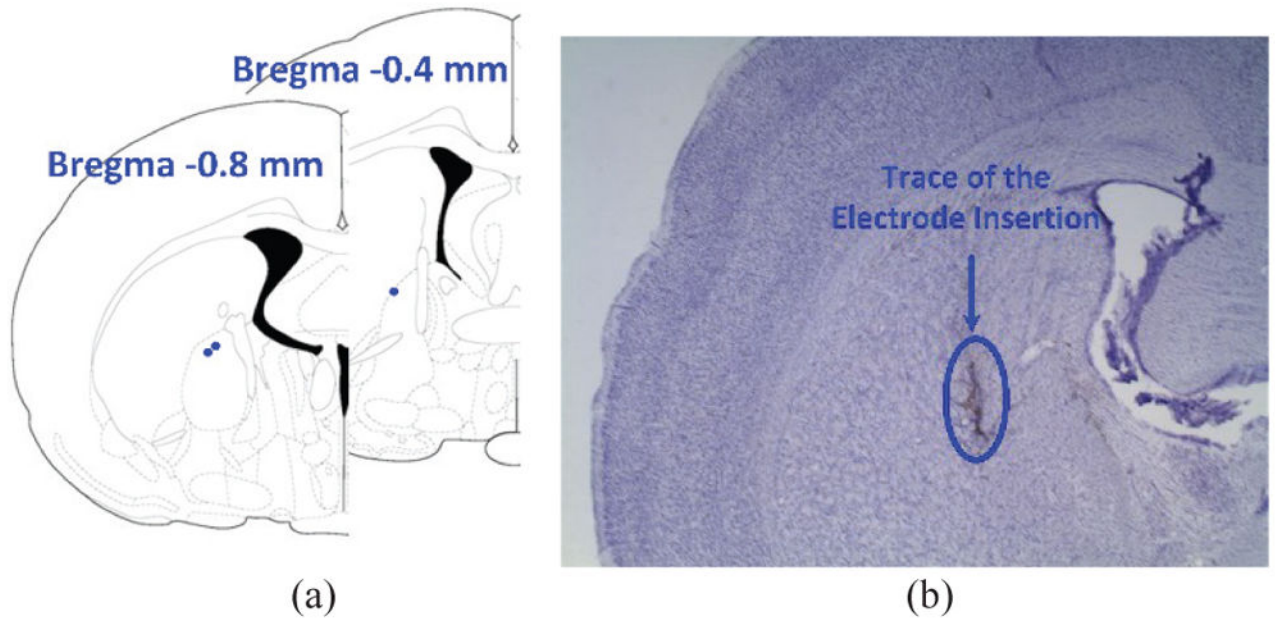 Bregma -0.4 mm
Bregma -0.8 mm
Trace of the
Electrode Insertion
(a)
(b)